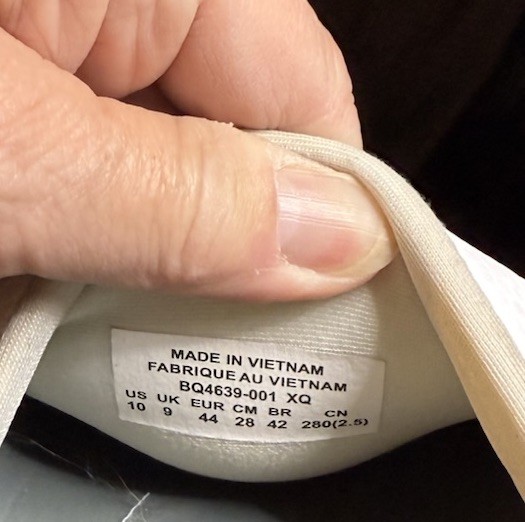 MADE IN VIETNAM
FABRIQUE AU VIETNAM
BQ4639-001 XQ
US UK EUR CM BR CN
10 9 44 28 42 280(2.5)